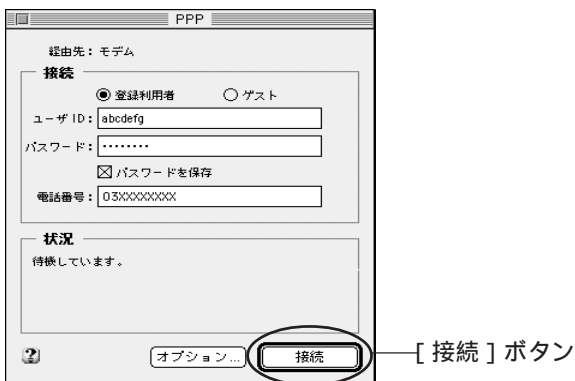 PPP
経由先：モデム
接続
登録利用者 ゲスト
ユーザID：abcdefg
パスワード：••••••••
パスワードを保存
電話番号：03XXXXXXXX
状況
待機しています。
? オプション... 接続 [ 接続 ] ボタン